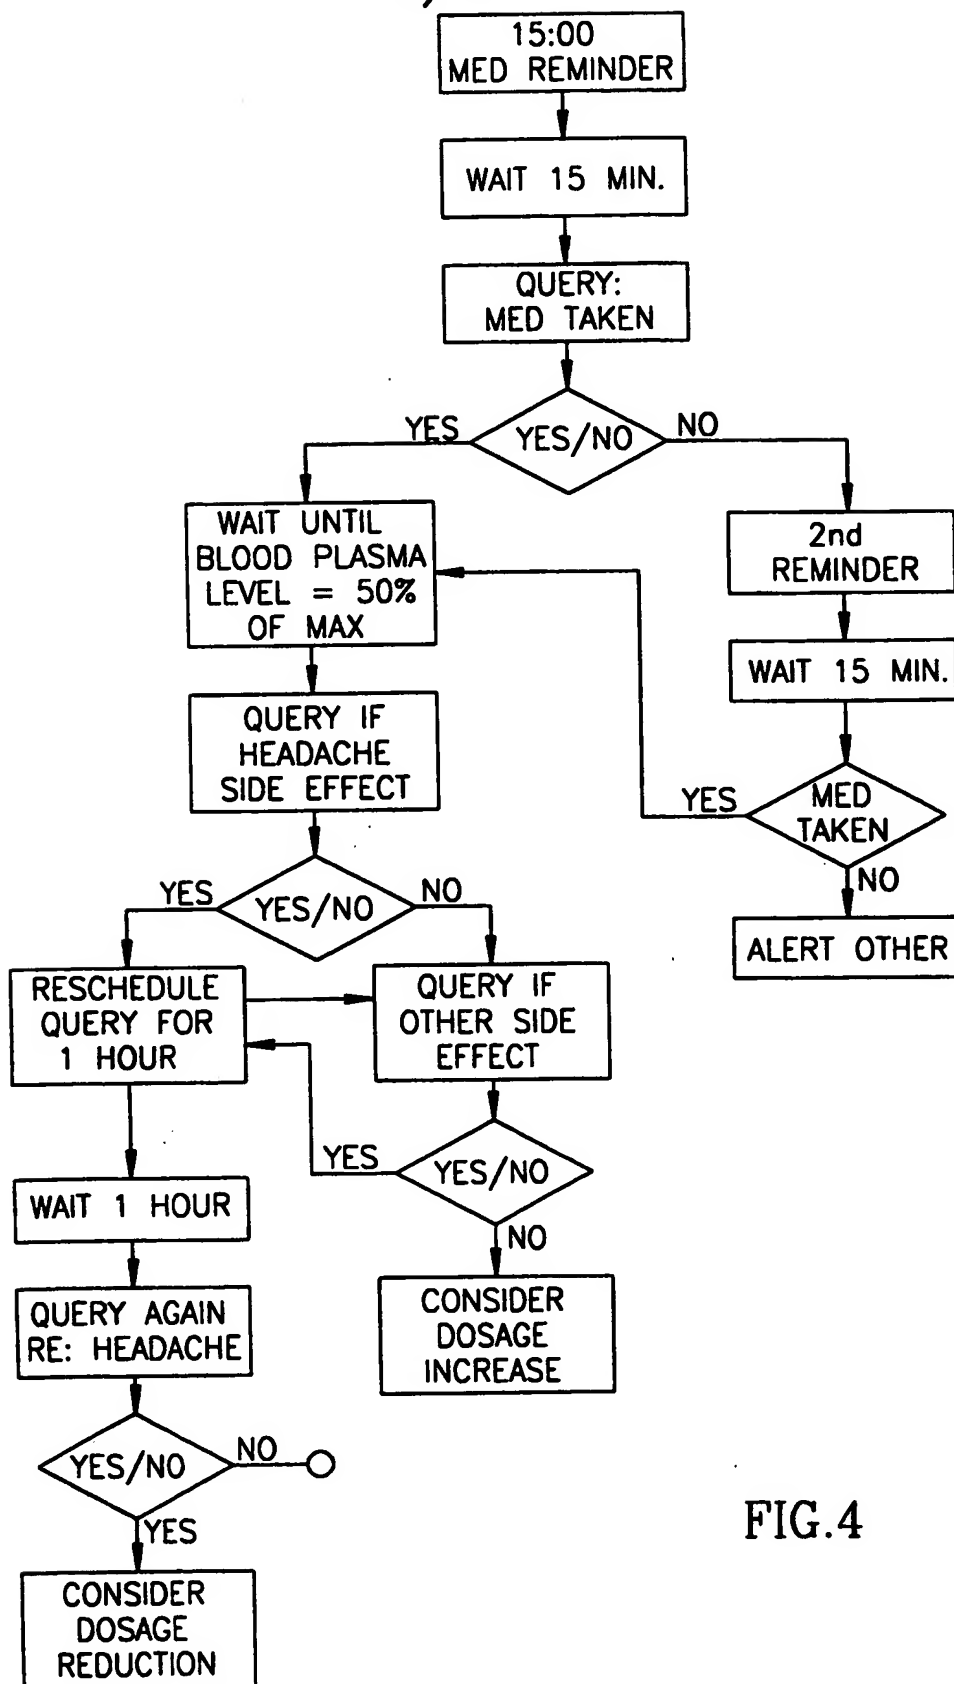 15:00
MED REMINDER
WAIT 15 MIN.
QUERY:
MED TAKEN
YES
YES/NO
NO
WAIT UNTIL
BLOOD PLASMA
LEVEL = 50%
OF MAX
2nd
REMINDER
WAIT 15 MIN.
QUERY IF
HEADACHE
SIDE EFFECT
YES
MED
TAKEN
NO
YES
YES/NO
NO
ALERT OTHER
RESCHEDULE
QUERY FOR
1 HOUR
QUERY IF
OTHER SIDE
EFFECT
YES
YES/NO
NO
WAIT 1 HOUR
CONSIDER
DOSAGE
INCREASE
QUERY AGAIN
RE: HEADACHE
YES/NO
NO
YES
CONSIDER
DOSAGE
REDUCTION
FIG.4